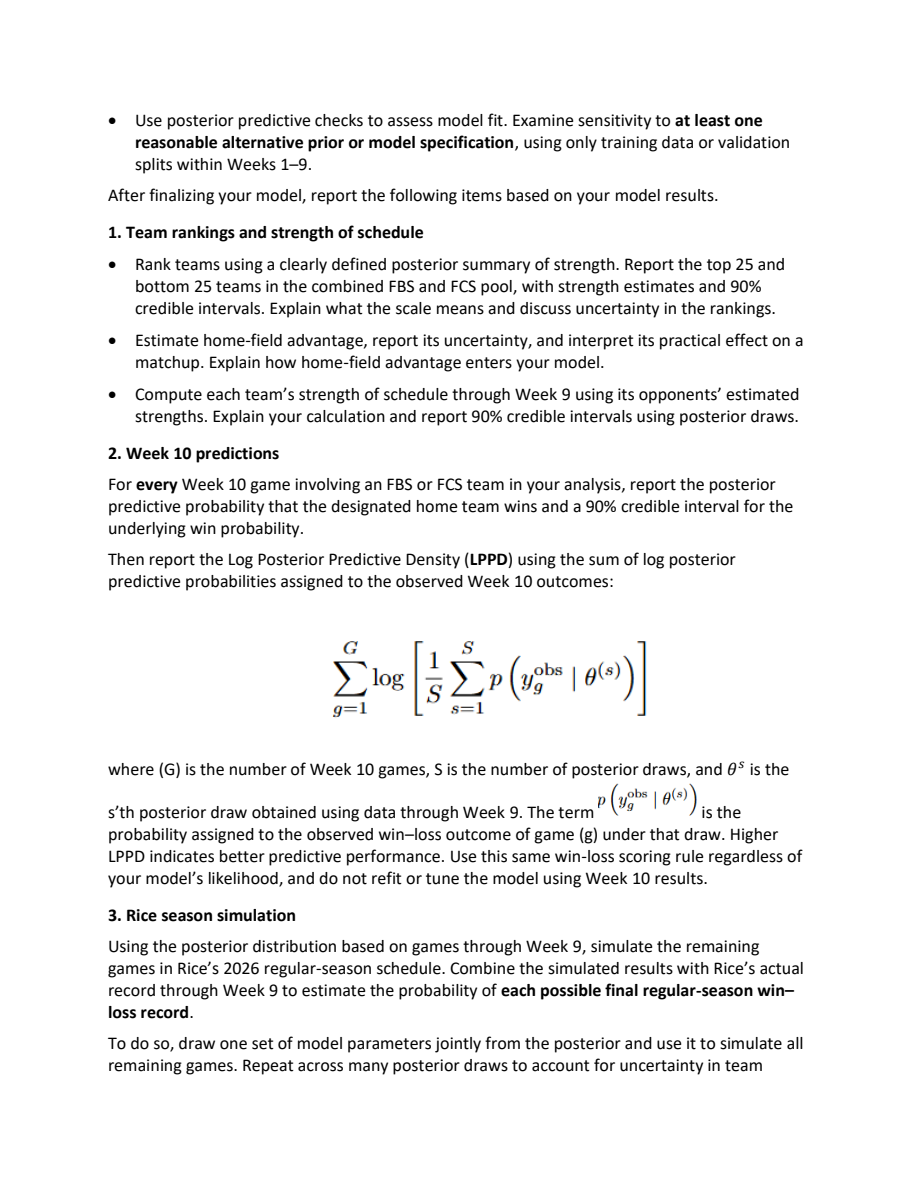 • Use posterior predictive checks to assess model fit. Examine sensitivity to at least one
reasonable alternative prior or model specification, using only training data or validation
splits within Weeks 1–9.
After finalizing your model, report the following items based on your model results.
1. Team rankings and strength of schedule
• Rank teams using a clearly defined posterior summary of strength. Report the top 25 and
bottom 25 teams in the combined FBS and FCS pool, with strength estimates and 90%
credible intervals. Explain what the scale means and discuss uncertainty in the rankings.
• Estimate home-field advantage, report its uncertainty, and interpret its practical effect on a
matchup. Explain how home-field advantage enters your model.
• Compute each team’s strength of schedule through Week 9 using its opponents’ estimated
strengths. Explain your calculation and report 90% credible intervals using posterior draws.
2. Week 10 predictions
For every Week 10 game involving an FBS or FCS team in your analysis, report the posterior
predictive probability that the designated home team wins and a 90% credible interval for the
underlying win probability.
Then report the Log Posterior Predictive Density (LPPD) using the sum of log posterior
predictive probabilities assigned to the observed Week 10 outcomes:
\sum_{g=1}^{G} \log \left[ \frac{1}{S} \sum_{s=1}^{S} p \left( y_g^{\text{obs}} \mid \theta^{(s)} \right) \right]
where (G) is the number of Week 10 games, S is the number of posterior draws, and θ^s is the
s’th posterior draw obtained using data through Week 9. The term p ( y_g^{obs} | θ^{(s)} ) is the
probability assigned to the observed win–loss outcome of game (g) under that draw. Higher
LPPD indicates better predictive performance. Use this same win-loss scoring rule regardless of
your model’s likelihood, and do not refit or tune the model using Week 10 results.
3. Rice season simulation
Using the posterior distribution based on games through Week 9, simulate the remaining
games in Rice’s 2026 regular-season schedule. Combine the simulated results with Rice’s actual
record through Week 9 to estimate the probability of each possible final regular-season win–
loss record.
To do so, draw one set of model parameters jointly from the posterior and use it to simulate all
remaining games. Repeat across many posterior draws to account for uncertainty in team